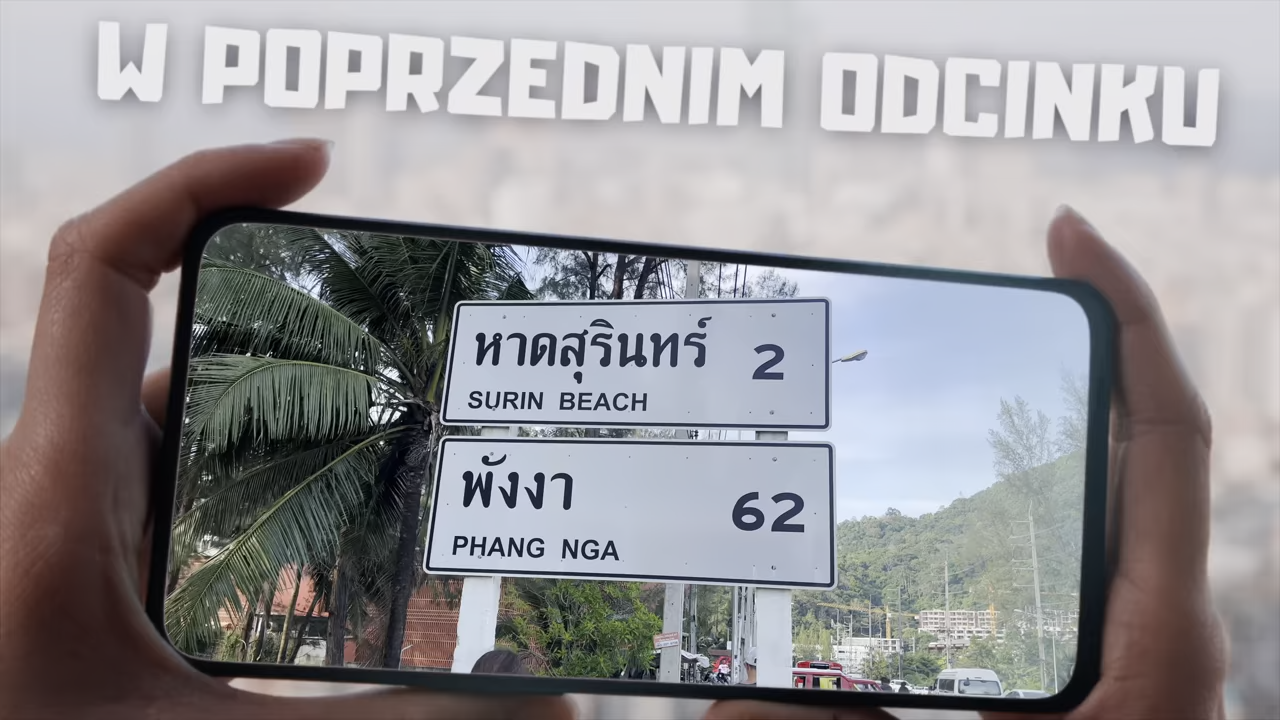 W POPRZEDNIM ODCINKU
หาดสุรินทร์ 2
SURIN BEACH
พังงา 62
PHANG NGA